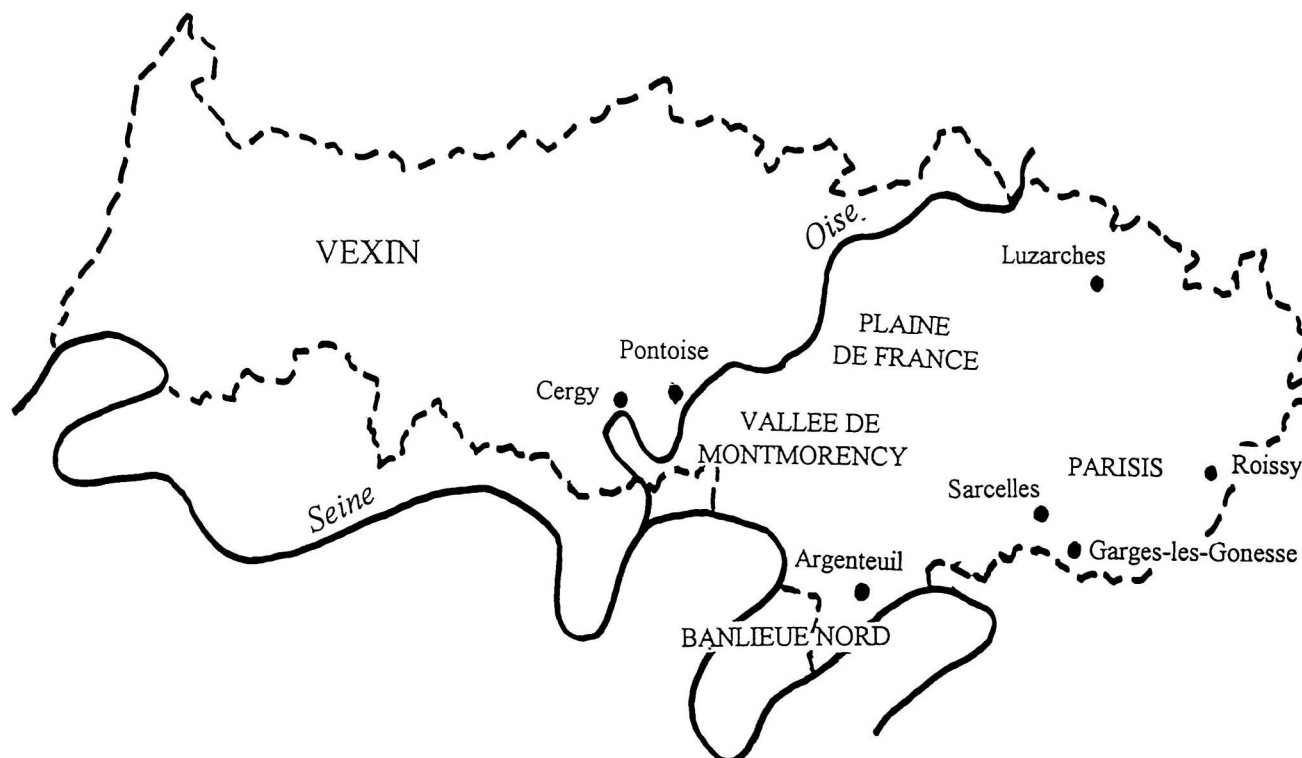 Oise.
VEXIN
Luzarches
PLAINE
DE FRANCE
Pontoise
Cergy
VALLEE DE
MONTMORENCY
PARISIS
Roissy
Sarcelles
Seine
Garges-les-Gonesse
Argenteuil
BANLIEUE NORD